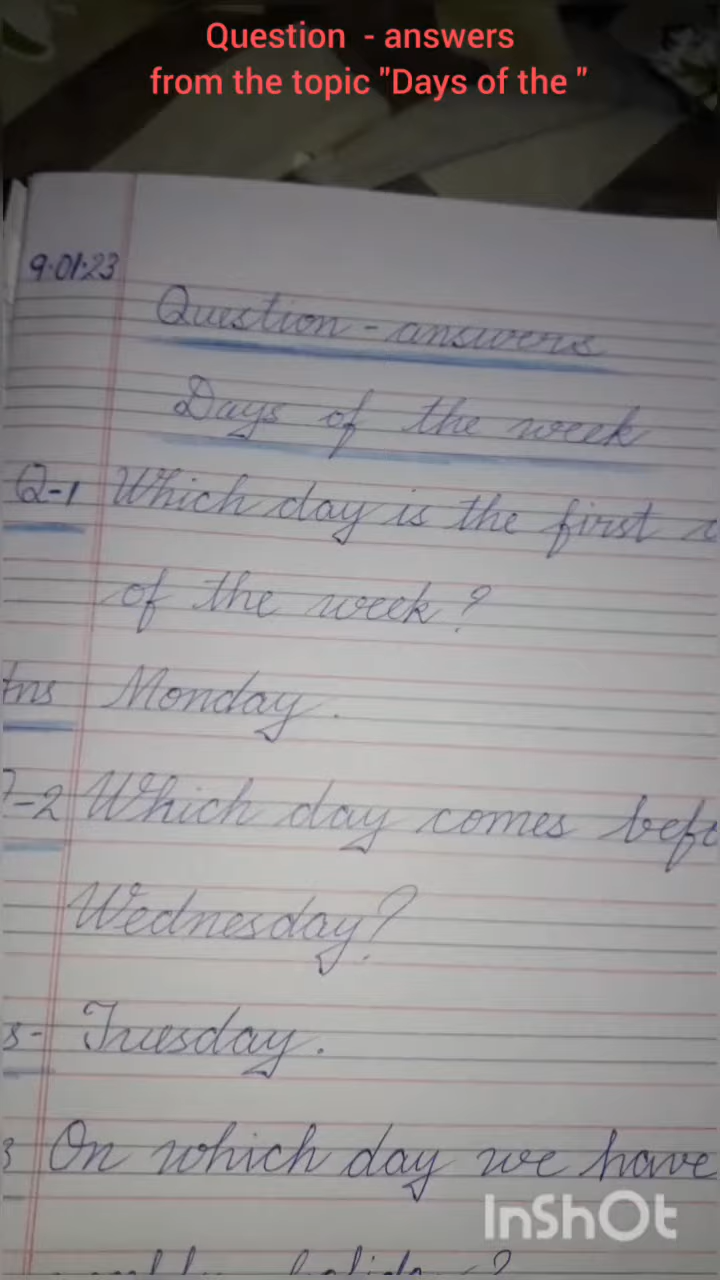 Question - answers
from the topic "Days of the "
9.01.23
Question - answers
Days of the week
Q-1 Which day is the first
of the week?
Ans Monday.
-2 Which day comes befo
Wednesday?
s- Tuesday.
3 On which day we have
InShOt